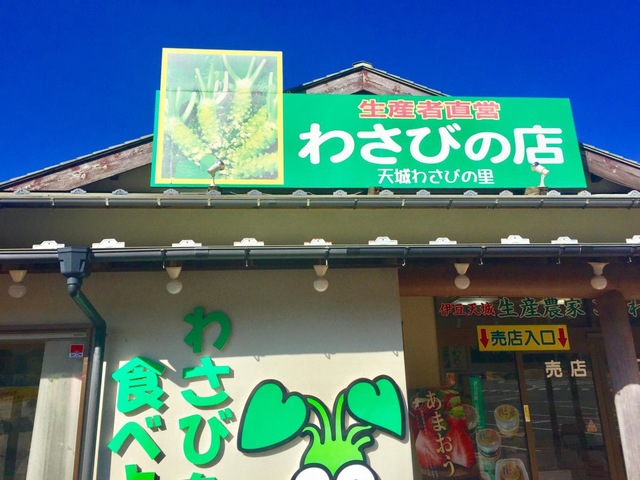 生産者直営
わさびの店
天城わさびの里
伊豆天城 生産農家
売店入口
売店
わさび
食べ
あまおう